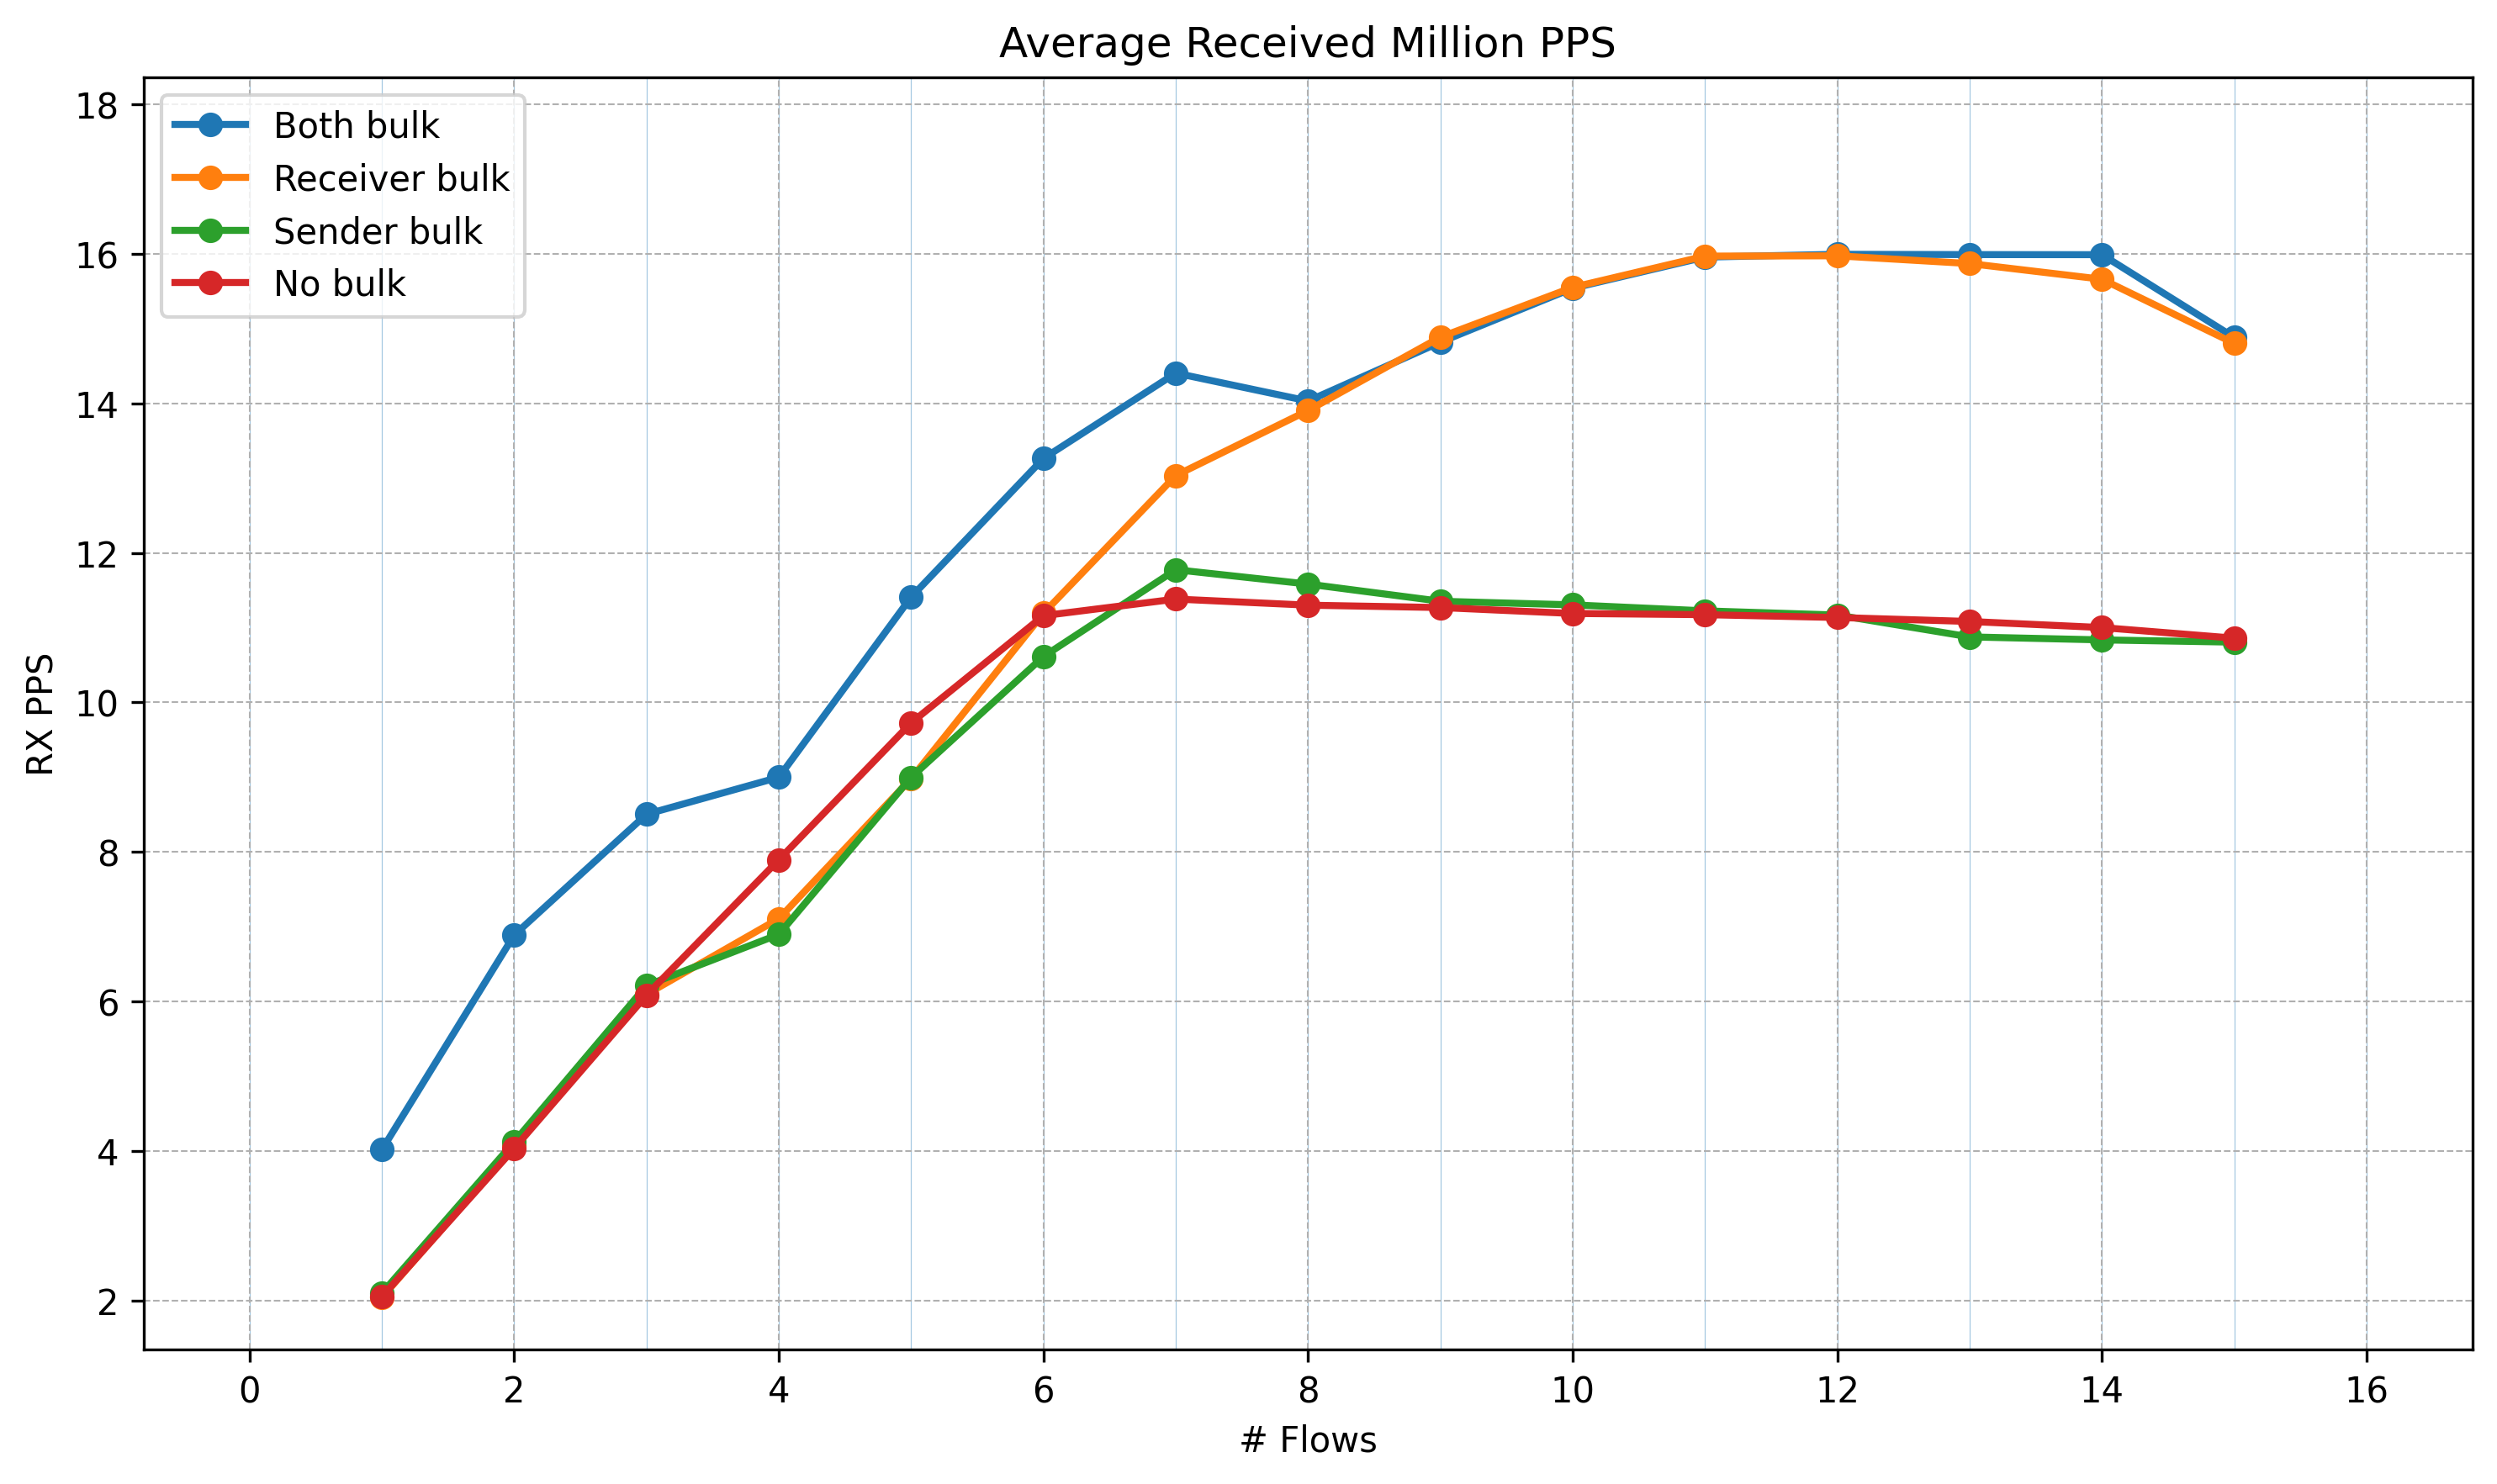 Average Received Million PPS
Both bulk
Receiver bulk
Sender bulk
No bulk
18
16
14
12
10
8
6
4
2
RX PPS
0 2 4 6 8 10 12 14 16
# Flows